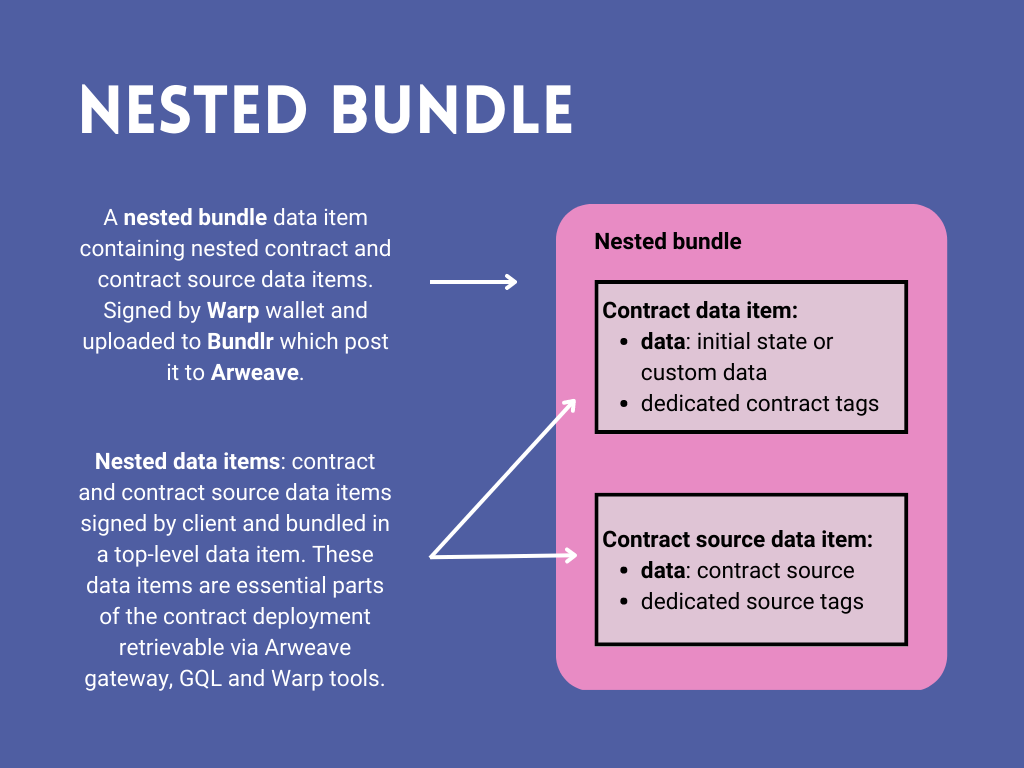 NESTED BUNDLE
A nested bundle data item
containing nested contract and
contract source data items.
Signed by Warp wallet and
uploaded to Bundlr which post
it to Arweave.
Nested data items: contract
and contract source data items
signed by client and bundled in
a top-level data item. These
data items are essential parts
of the contract deployment
retrievable via Arweave
gateway, GQL and Warp tools.
Nested bundle
Contract data item:
• data: initial state or
custom data
• dedicated contract tags
Contract source data item:
• data: contract source
• dedicated source tags